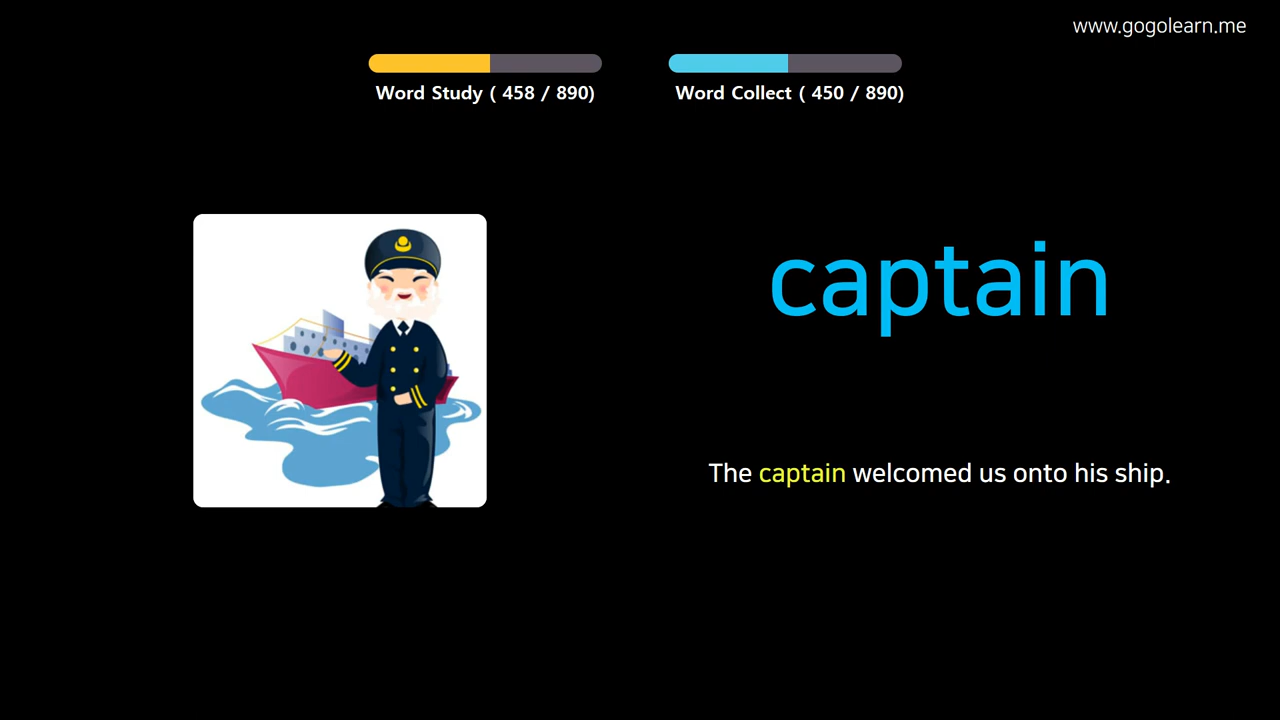 www.gogolearn.me
Word Study ( 458 / 890)
Word Collect ( 450 / 890)
captain
The captain welcomed us onto his ship.